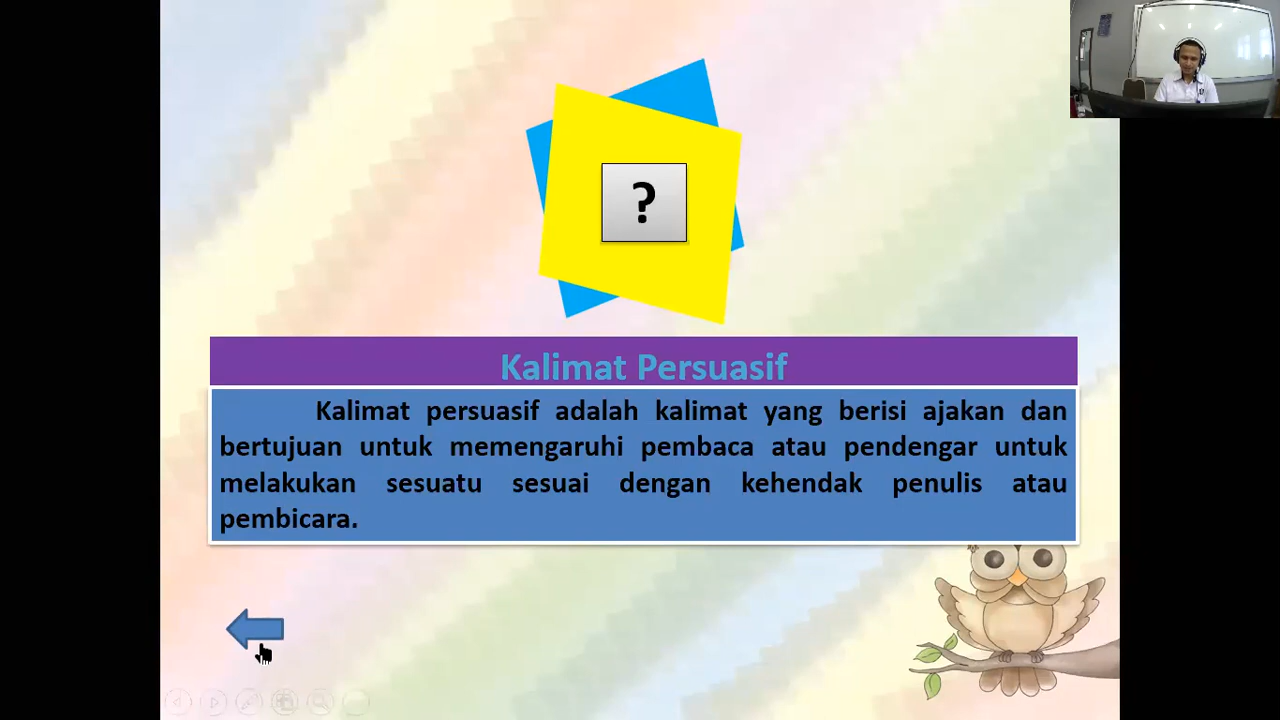 ?
Kalimat Persuasif
Kalimat persuasif adalah kalimat yang berisi ajakan dan
bertujuan untuk memengaruhi pembaca atau pendengar untuk
melakukan sesuatu sesuai dengan kehendak penulis atau
pembicara.